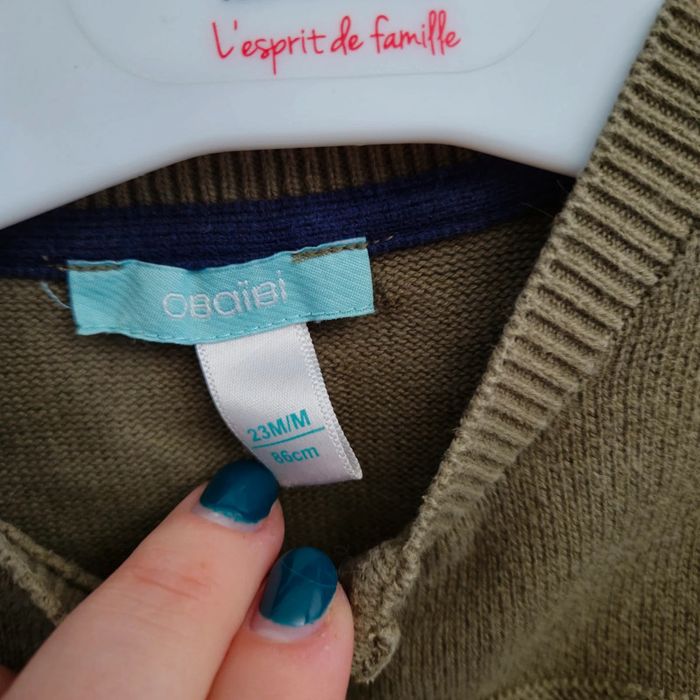 L'esprit de famille
OBAÏBI
23M/M
86cm